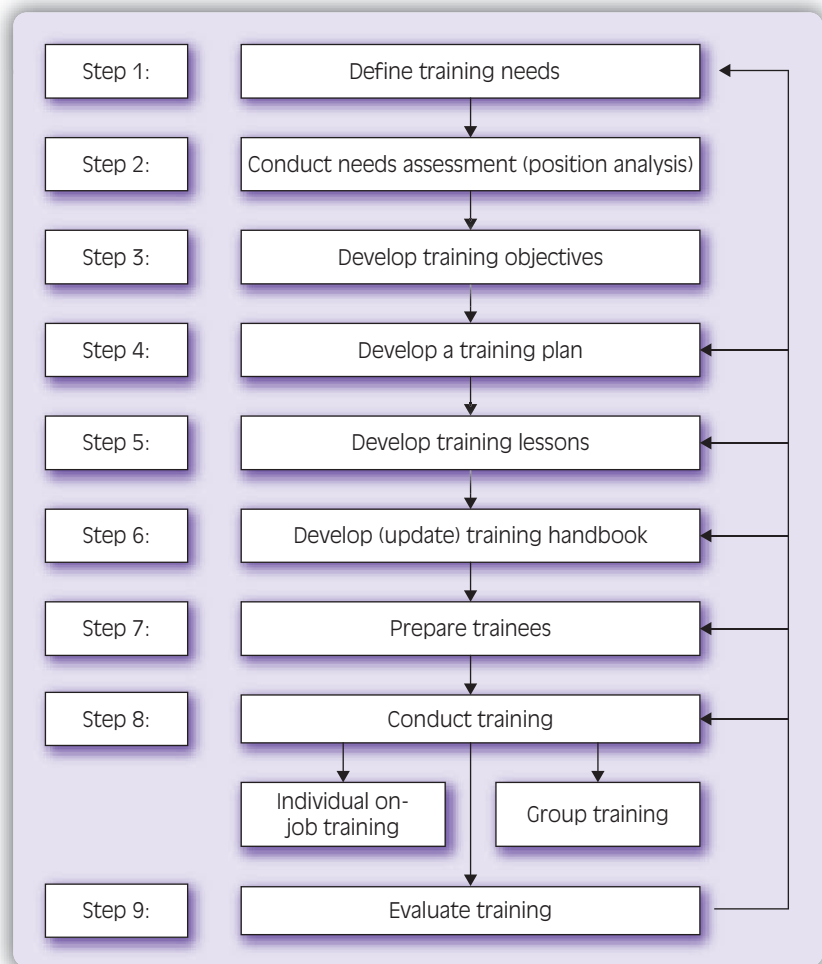 Step 1:
Define training needs
Step 2:
Conduct needs assessment (position analysis)
Step 3:
Develop training objectives
Step 4:
Develop a training plan
Step 5:
Develop training lessons
Step 6:
Develop (update) training handbook
Step 7:
Prepare trainees
Step 8:
Conduct training
Individual on-
job training
Group training
Step 9:
Evaluate training